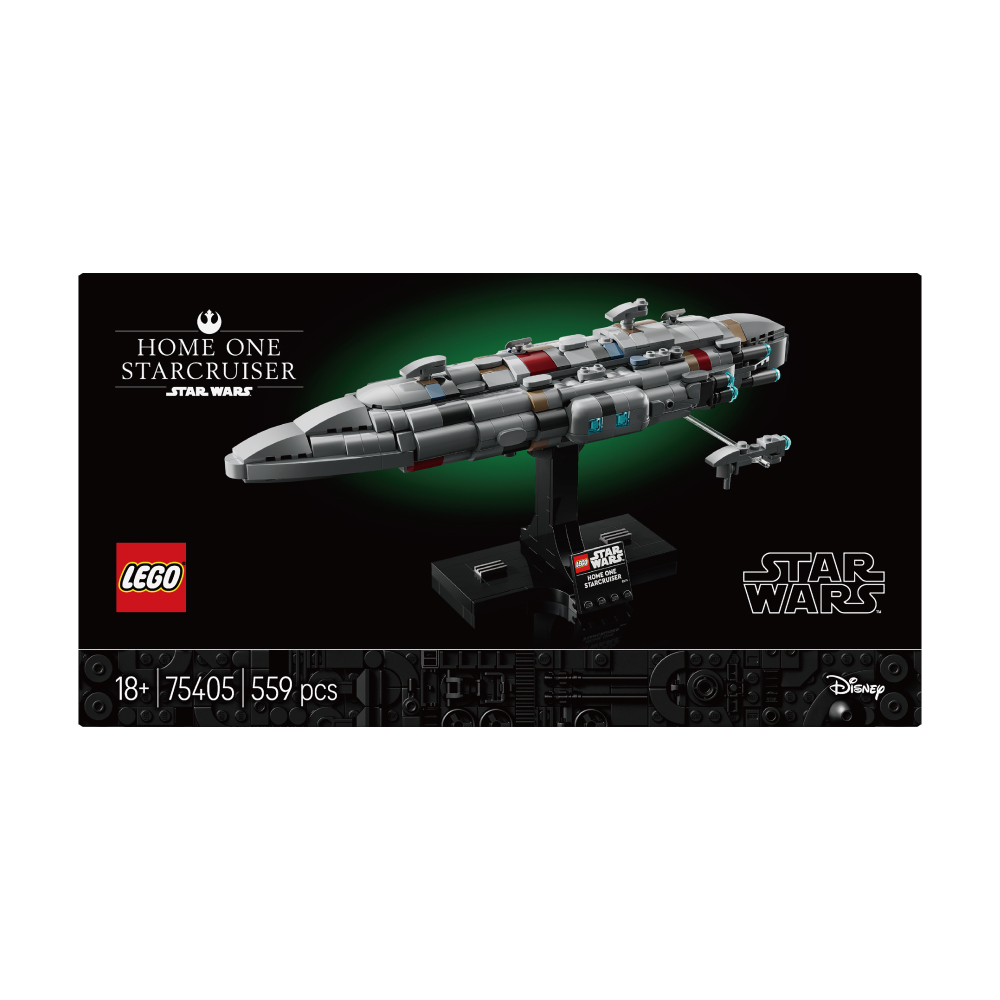 HOME ONE
STARCRUISER
STAR WARS
LEGO
LEGO STAR WARS
HOME ONE
STARCRUISER
STAR
WARS
18+ | 75405 | 559 pcs
Disney